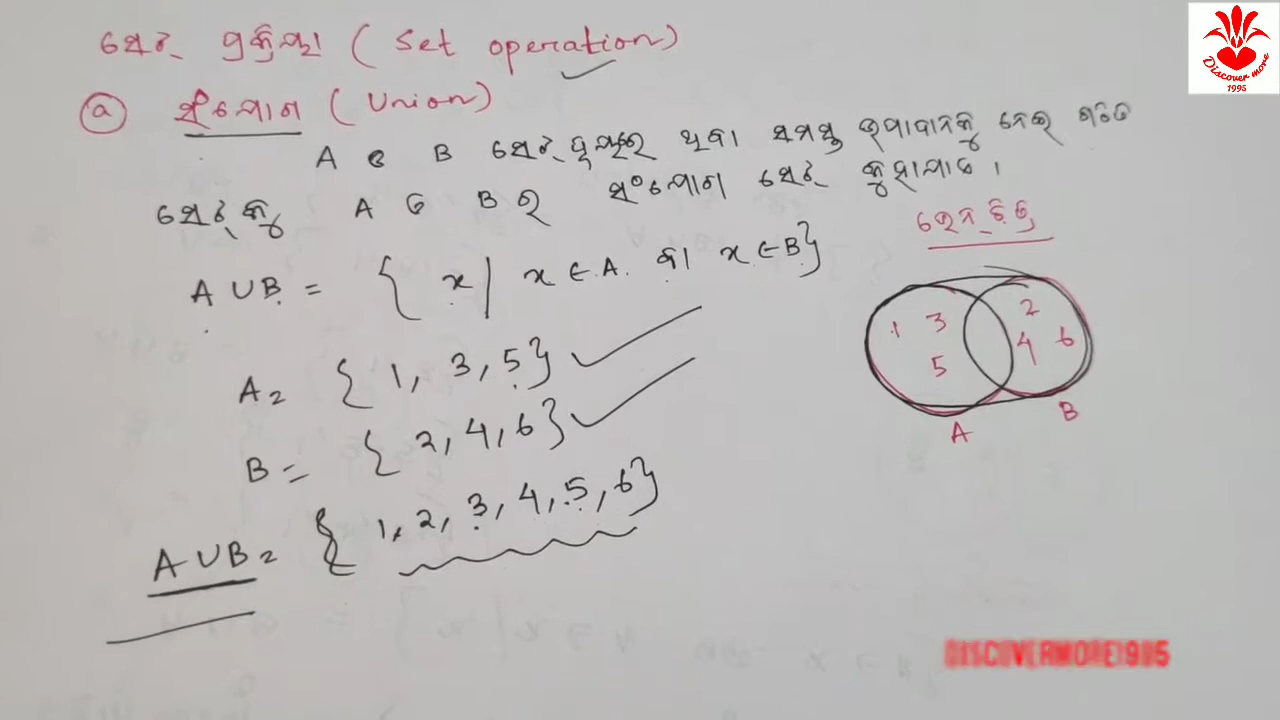 ସେଟ୍ ପ୍ରକ୍ରିୟା ( Set operation)
ⓐ ସଂଯୋଗ ( Union)
A ଓ B ସେଟ୍ ଦ୍ୱୟରେ ଥିବା ସମସ୍ତ ଉପାଦାନକୁ ନେଇ ଗଠିତ
ସେଟ୍ କୁ A ଓ B ର ସଂଯୋଗ ସେଟ୍ କୁହାଯାଏ ।
ଭେନ୍ ଚିତ୍ର
A ∪ B = { x | x ∈ A. ବା x ∈ B}
A = { 1, 3, 5}
B = { 2, 4, 6}
A ∪ B = { 1, 2, 3, 4, 5, 6}
1 3 2
5 4 6
A B
Discover more
1995
DISCOVERMORE1995